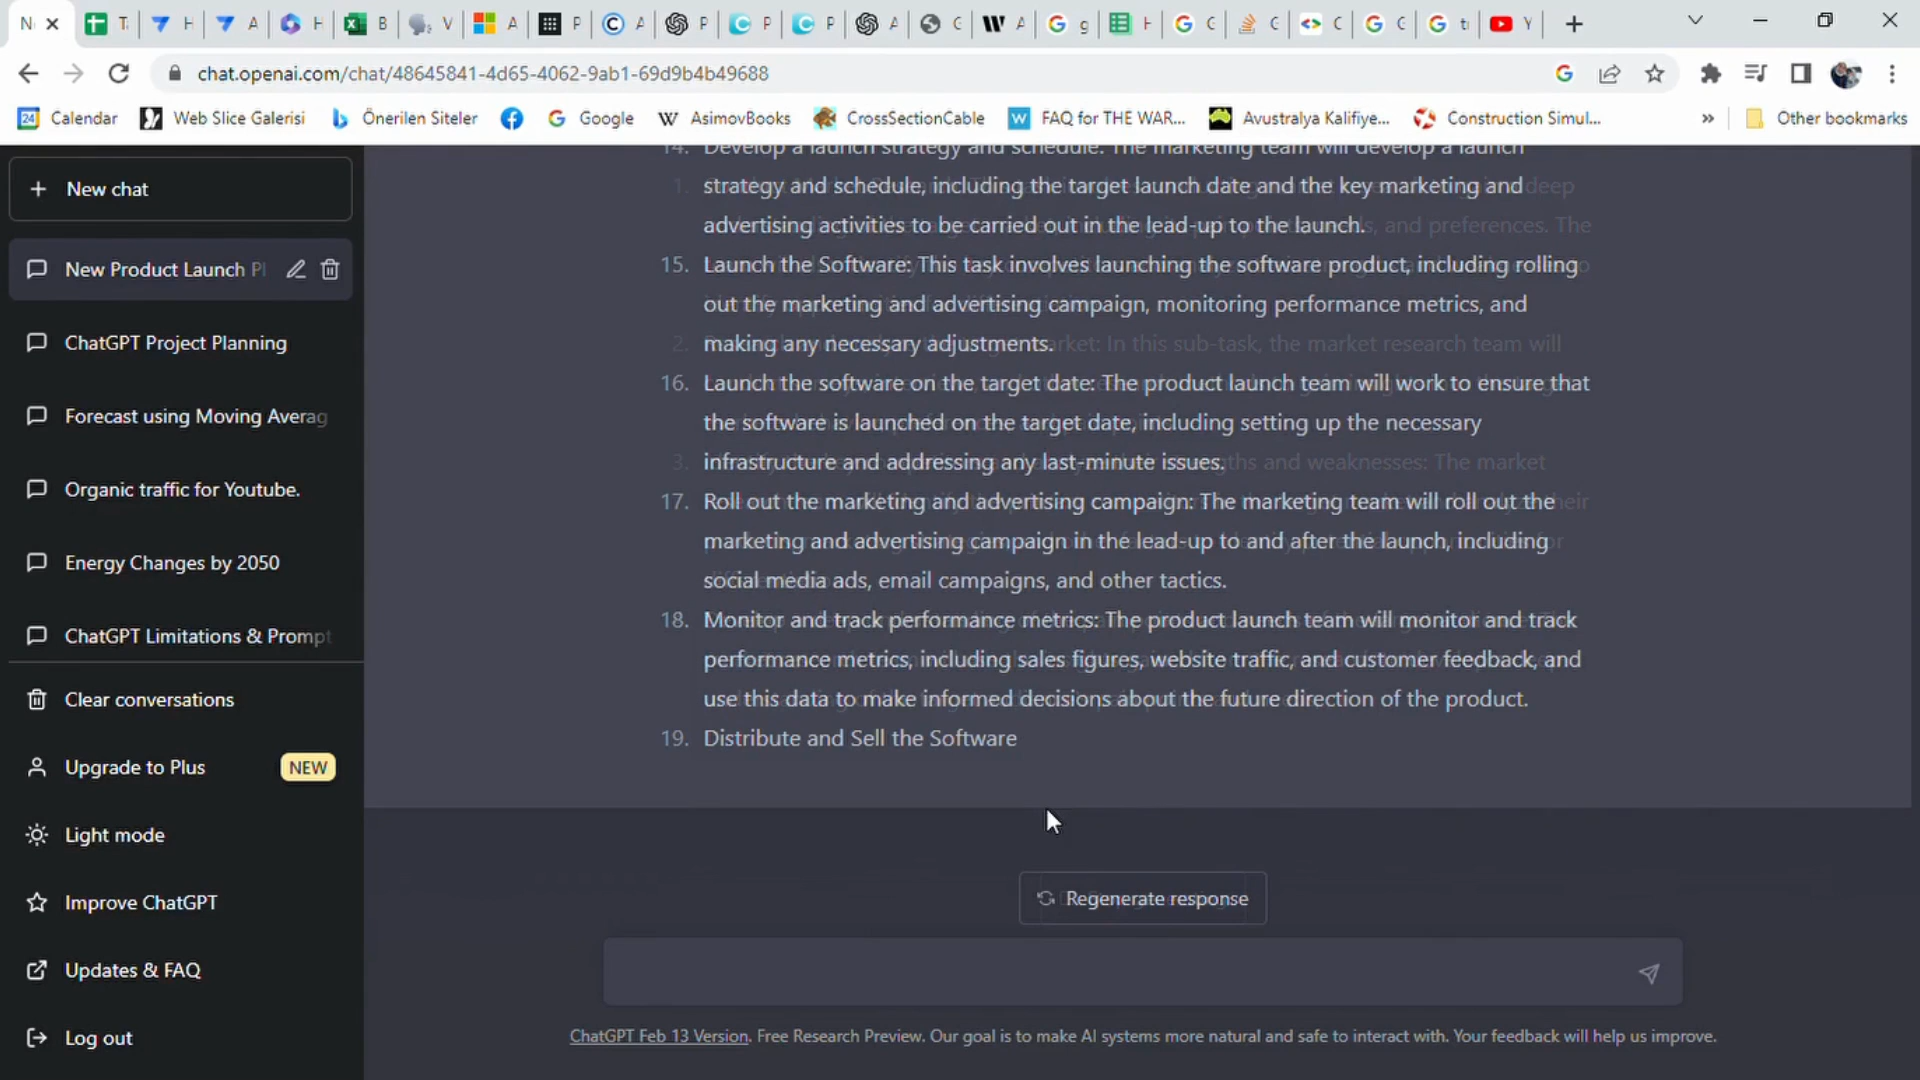 N
T
H
A
H
B
V
A
P
A
P
P
P
A
C
A
g
H
C
C
C
C
t
Y
chat.openai.com/chat/48645841-4d65-4062-9ab1-69d9b4b49688
24 Calendar Web Slice Galerisi Önerilen Siteler Google AsimovBooks CrossSectionCable FAQ for THE WAR... Avustralya Kalifiye... Construction Simul... » Other bookmarks
New chat
New Product Launch Pl
ChatGPT Project Planning
Forecast using Moving Averag
Organic traffic for Youtube.
Energy Changes by 2050
ChatGPT Limitations & Prompt
Clear conversations
Upgrade to Plus NEW
Light mode
Improve ChatGPT
Updates & FAQ
Log out
14. Develop a launch strategy and schedule: The marketing team will develop a launch
strategy and schedule, including the target launch date and the key marketing and
advertising activities to be carried out in the lead-up to the launch.
15. Launch the Software: This task involves launching the software product, including rolling
out the marketing and advertising campaign, monitoring performance metrics, and
making any necessary adjustments.
16. Launch the software on the target date: The product launch team will work to ensure that
the software is launched on the target date, including setting up the necessary
infrastructure and addressing any last-minute issues.
17. Roll out the marketing and advertising campaign: The marketing team will roll out the
marketing and advertising campaign in the lead-up to and after the launch, including
social media ads, email campaigns, and other tactics.
18. Monitor and track performance metrics: The product launch team will monitor and track
performance metrics, including sales figures, website traffic, and customer feedback, and
use this data to make informed decisions about the future direction of the product.
19. Distribute and Sell the Software
Regenerate response
ChatGPT Feb 13 Version. Free Research Preview. Our goal is to make AI systems more natural and safe to interact with. Your feedback will help us improve.